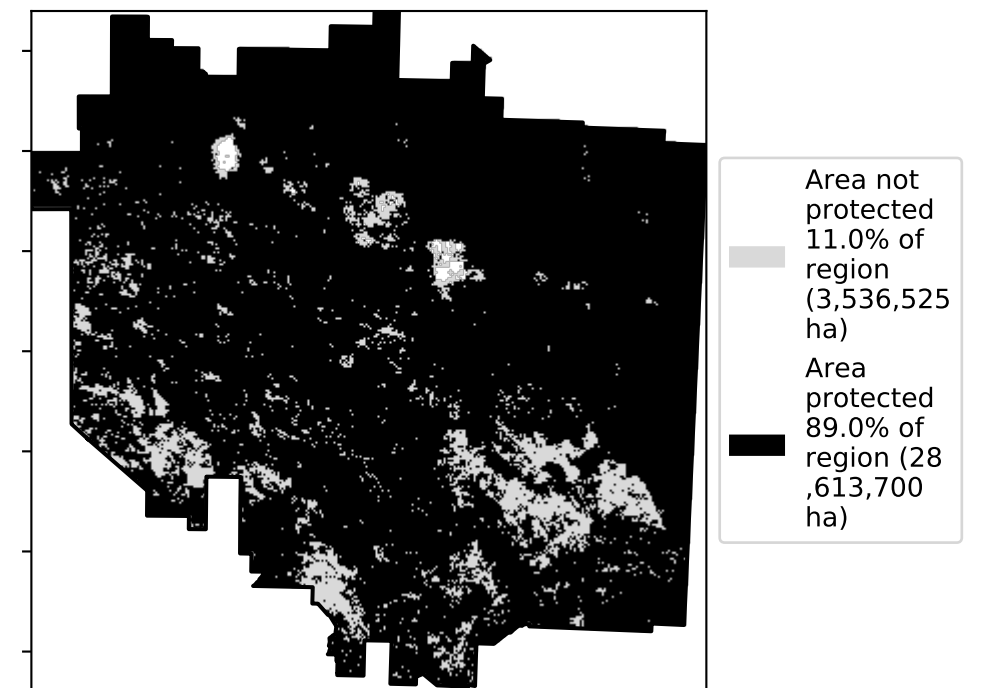 Area not
protected
11.0% of
region
(3,536,525
ha)
Area
protected
89.0% of
region (28
,613,700
ha)